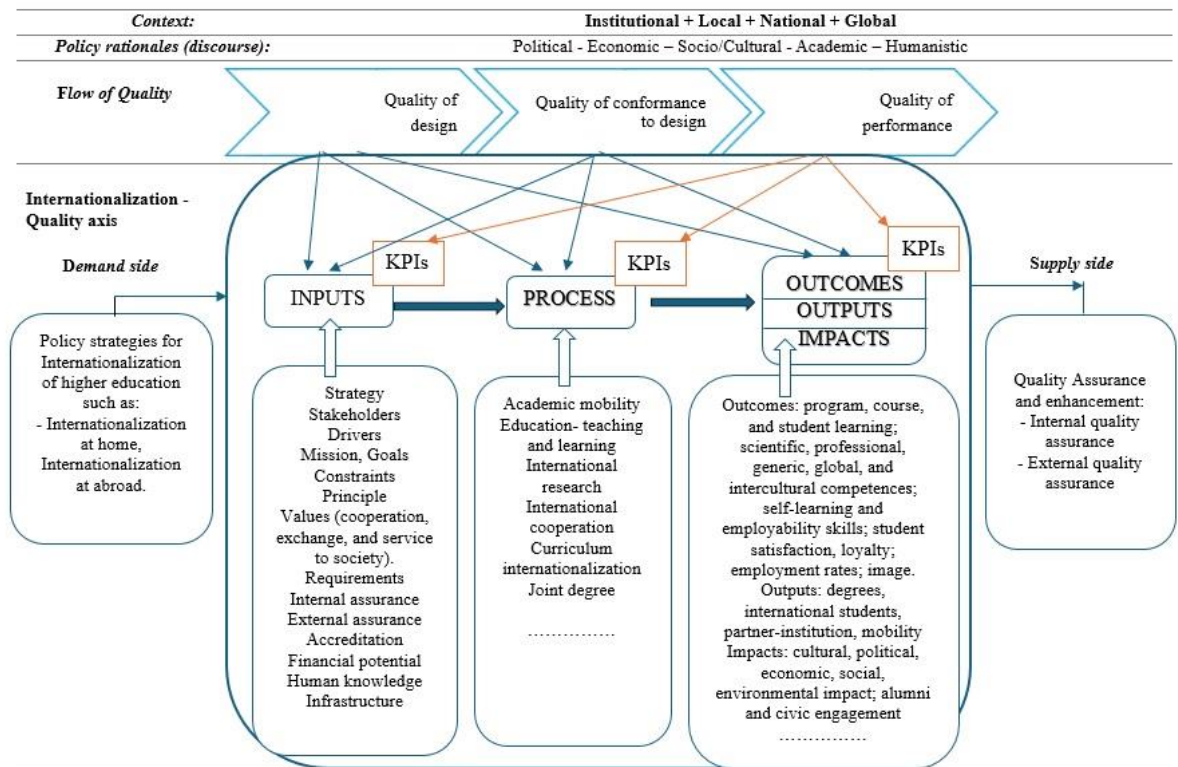 Context: Institutional + Local + National + Global
Policy rationales (discourse): Political - Economic – Socio/Cultural - Academic – Humanistic
Flow of Quality
Quality of
design
Quality of conformance
to design
Quality of
performance
Internationalization -
Quality axis
Demand side
Supply side
KPIs
KPIs
KPIs
INPUTS
PROCESS
OUTCOMES
OUTPUTS
IMPACTS
Policy strategies for
Internationalization
of higher education
such as:
- Internationalization
at home,
Internationalization
at abroad.
Strategy
Stakeholders
Drivers
Mission, Goals
Constraints
Principle
Values (cooperation,
exchange, and service
to society).
Requirements
Internal assurance
External assurance
Accreditation
Financial potential
Human knowledge
Infrastructure
Academic mobility
Education- teaching
and learning
International
research
International
cooperation
Curriculum
internationalization
Joint degree
……………
Outcomes: program, course,
and student learning;
scientific, professional,
generic, global, and
intercultural competences;
self-learning and
employability skills; student
satisfaction, loyalty;
employment rates; image.
Outputs: degrees,
international students,
partner-institution, mobility
Impacts: cultural, political,
economic, social,
environmental impact; alumni
and civic engagement
……………
Quality Assurance
and enhancement:
- Internal quality
assurance
- External quality
assurance